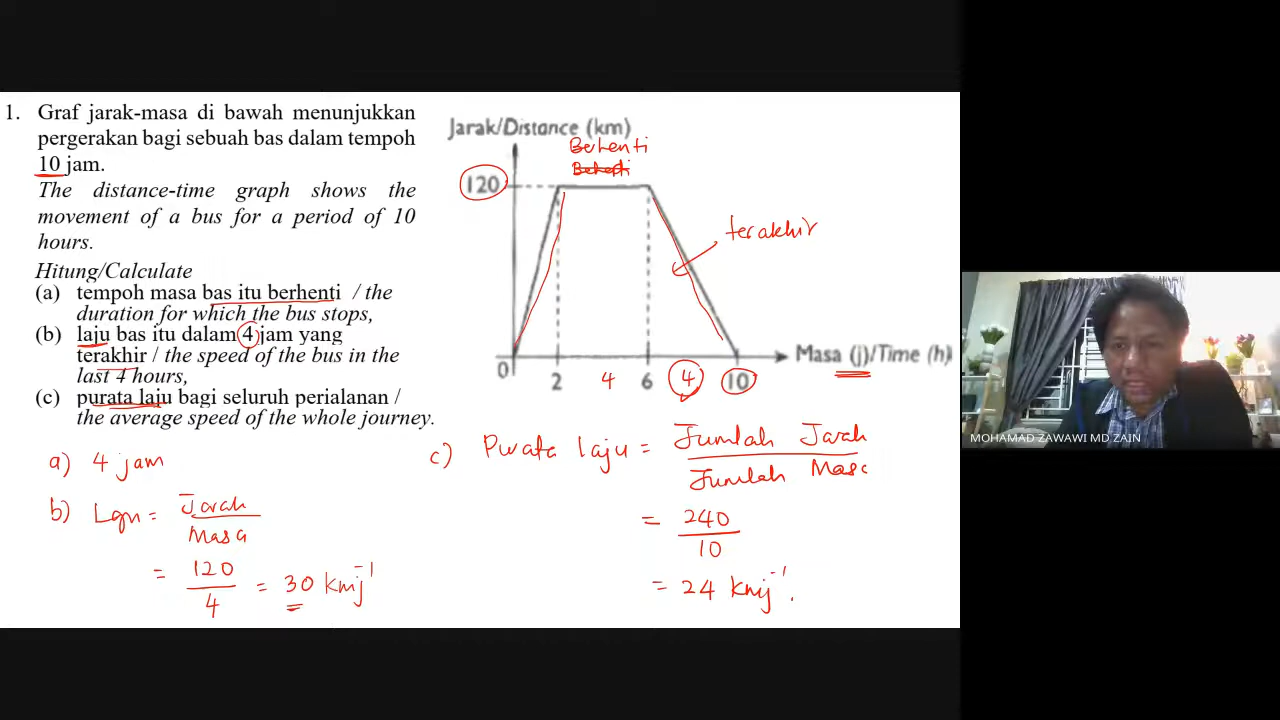 1. Graf jarak-masa di bawah menunjukkan
pergerakan bagi sebuah bas dalam tempoh
10 jam.
The distance-time graph shows the
movement of a bus for a period of 10
hours.
Hitung/Calculate
(a) tempoh masa bas itu berhenti / the
duration for which the bus stops,
(b) laju bas itu dalam 4 jam yang
terakhir / the speed of the bus in the
last 4 hours,
(c) purata laju bagi seluruh perjalanan /
the average speed of the whole journey.
Jarak/Distance (km)
Berhenti
120
terakhir
Masa (j)/Time (h)
0 2 4 6 4 10
a) 4 jam
b) Laju = Jarak
Masa
= 120
4
= 30 kmj⁻¹
c) Purata laju = Jumlah Jarak
Jumlah Masa
= 240
10
= 24 kmj⁻¹.
MOHAMAD ZAWAWI MD ZAIN